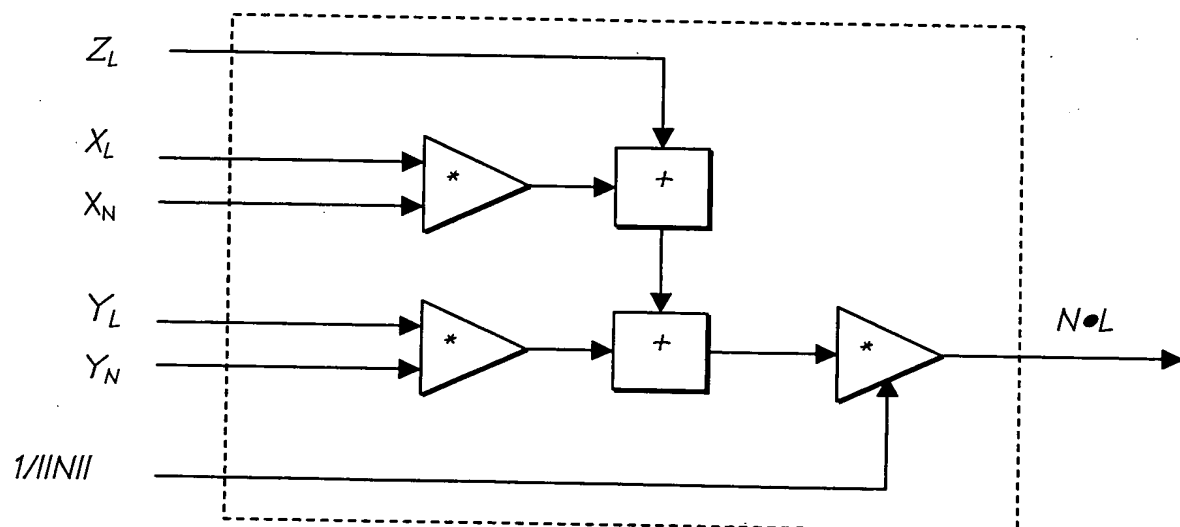 Z_L
X_L
*
+
X_N
Y_L
*
+
*
N●L
Y_N
1/||N||